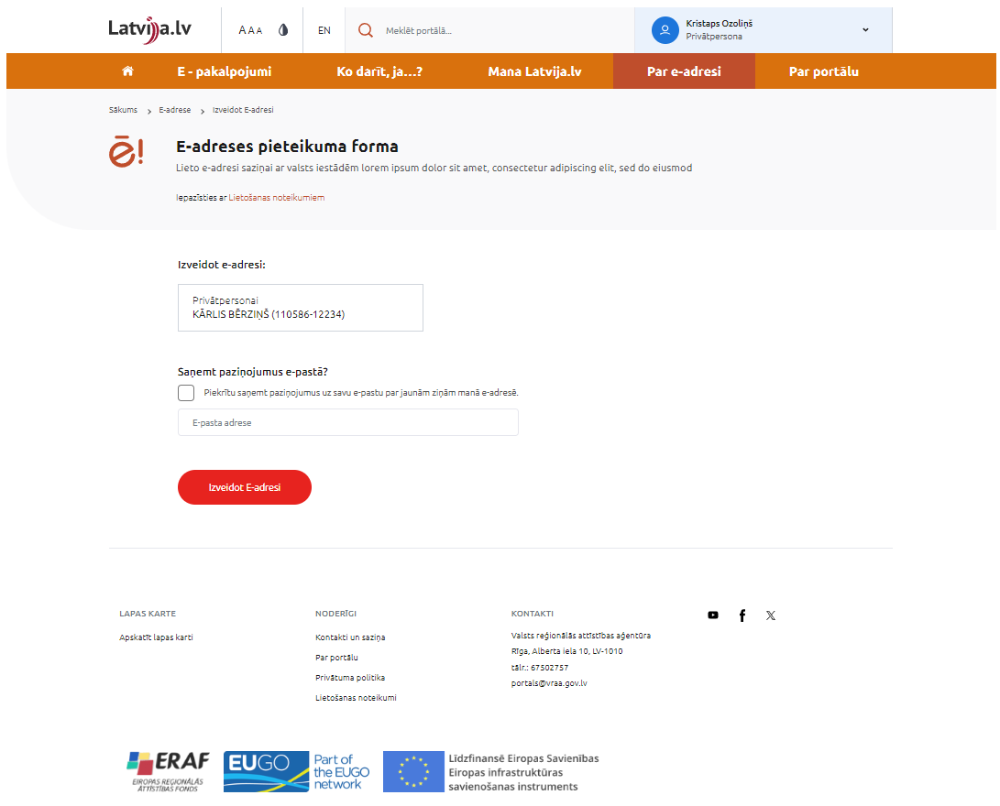 Latvija.lv
A A A
EN
Meklēt portālā...
Kristaps Ozoliņš
Privātpersona
E - pakalpojumi
Ko darīt, ja...?
Mana Latvija.lv
Par e-adresi
Par portālu
Sākums
E-adrese
Izveidot E-adresi
ē!
E-adreses pieteikuma forma
Lieto e-adresi saziņai ar valsts iestādēm lorem ipsum dolor sit amet, consectetur adipiscing elit, sed do eiusmod
Iepazīsties ar Lietošanas noteikumiem
Izveidot e-adresi:
Privātpersonai
KĀRLIS BĒRZIŅŠ (110586-12234)
Saņemt paziņojumus e-pastā?
Piekrītu saņemt paziņojumus uz savu e-pastu par jaunām ziņām manā e-adresē.
E-pasta adrese
Izveidot E-adresi
LAPAS KARTE
Apskatīt lapas karti
NODERĪGI
Kontakti un saziņa
Par portālu
Privātuma politika
Lietošanas noteikumi
KONTAKTI
Valsts reģionālās attīstības aģentūra
Rīga, Alberta iela 10, LV-1010
tālr.: 67502757
portals@vraa.gov.lv
ERAF
EIROPAS REĢIONĀLĀS
ATTĪSTĪBAS FONDS
EUGO
Part of
the EUGO
network
Līdzfinansē Eiropas Savienības
Eiropas infrastruktūras
savienošanas instruments